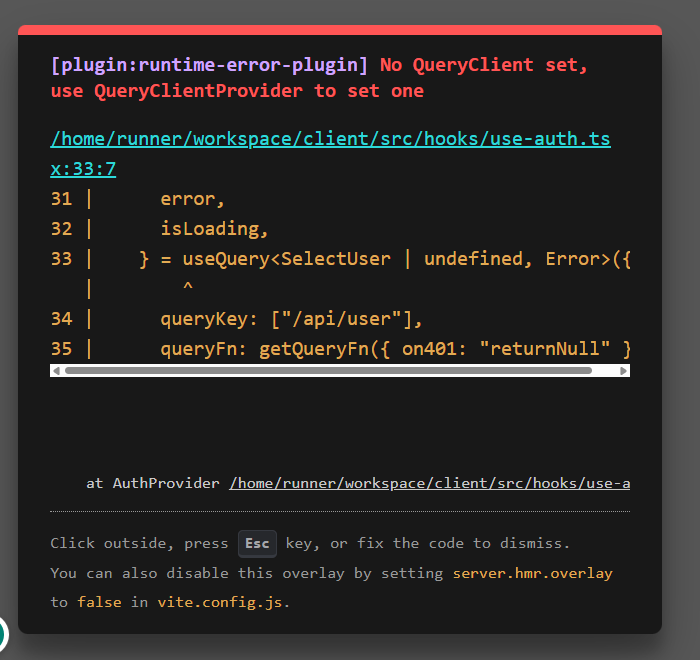 [plugin:runtime-error-plugin] No QueryClient set,
use QueryClientProvider to set one
/home/runner/workspace/client/src/hooks/use-auth.ts
x:33:7
31 |      error,
32 |      isLoading,
33 |    } = useQuery<SelectUser | undefined, Error>({
   |        ^
34 |      queryKey: ["/api/user"],
35 |      queryFn: getQueryFn({ on401: "returnNull" }
at AuthProvider /home/runner/workspace/client/src/hooks/use-a
Click outside, press Esc key, or fix the code to dismiss.
You can also disable this overlay by setting server.hmr.overlay
to false in vite.config.js.